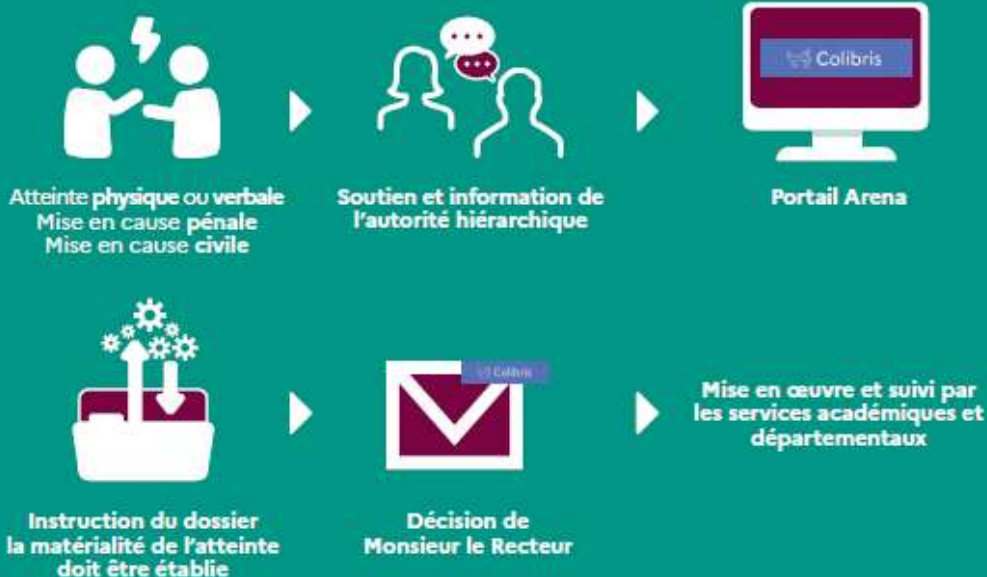 Colibris
Atteinte physique ou verbale
Mise en cause pénale
Mise en cause civile
Soutien et information de
l'autorité hiérarchique
Portail Arena
Colibris
Instruction du dossier
la matérialité de l'atteinte
doit être établie
Décision de
Monsieur le Recteur
Mise en œuvre et suivi par
les services académiques et
départementaux